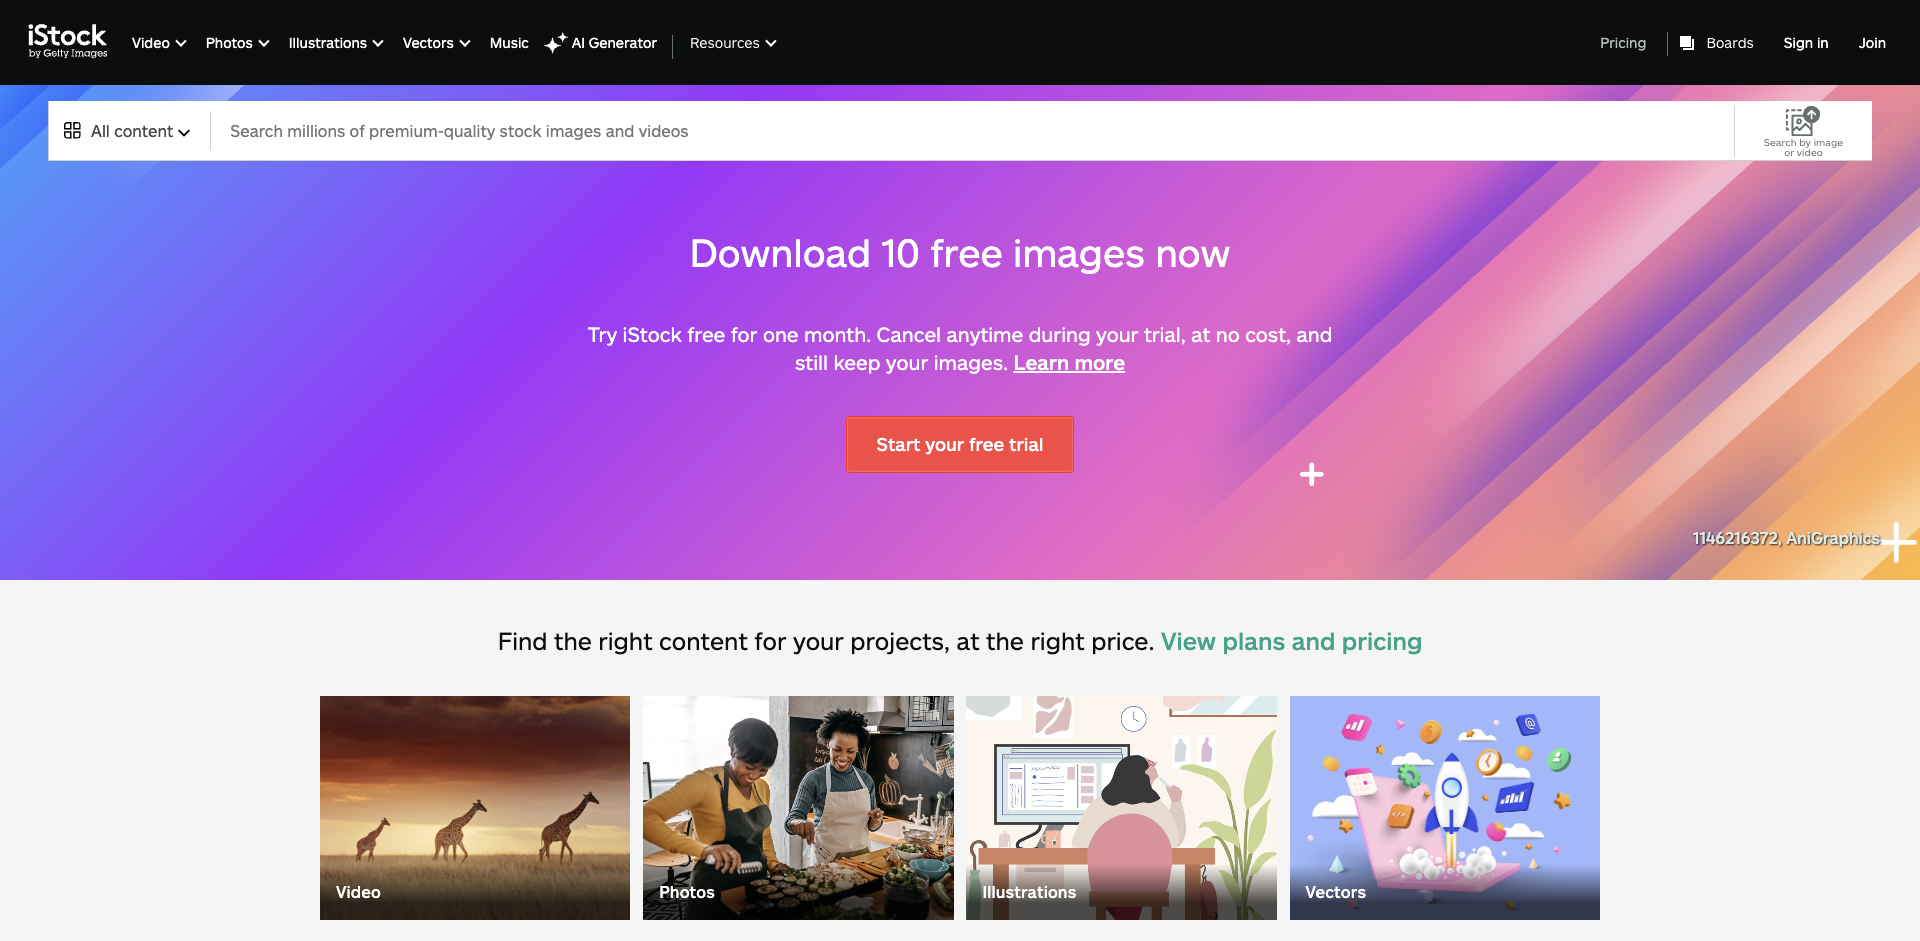 iStock
by Getty Images
Video
Photos
Illustrations
Vectors
Music
AI Generator
Resources
Pricing
Boards
Sign in
Join
All content
Search millions of premium-quality stock images and videos
Search by image
or video
Download 10 free images now
Try iStock free for one month. Cancel anytime during your trial, at no cost, and
still keep your images. Learn more
Start your free trial
1146216372, AniGraphics
Find the right content for your projects, at the right price. View plans and pricing
Video
Photos
Illustrations
Vectors